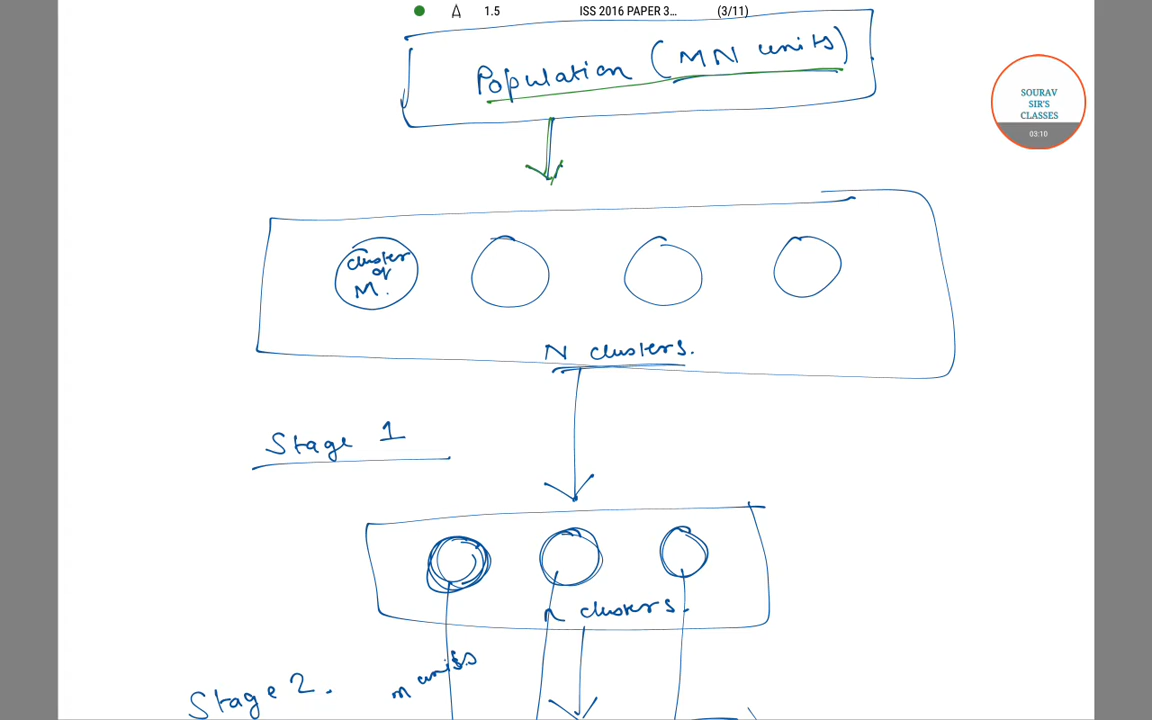 1.5 ISS 2016 PAPER 3... (3/11)
Population (MN units)
SOURAV
SIR'S
CLASSES
03:10
cluster
of
M.
N clusters.
Stage 1
n clusters.
m units
Stage 2.